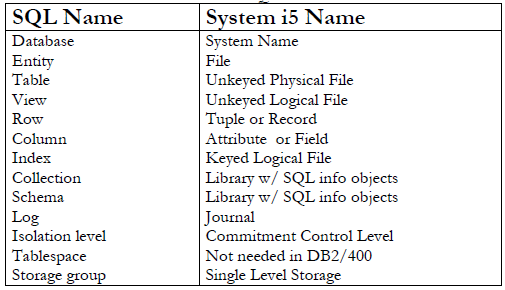 SQL Name System i5 Name
Database System Name
Entity File
Table Unkeyed Physical File
View Unkeyed Logical File
Row Tuple or Record
Column Attribute or Field
Index Keyed Logical File
Collection Library w/ SQL info objects
Schema Library w/ SQL info objects
Log Journal
Isolation level Commitment Control Level
Tablespace Not needed in DB2/400
Storage group Single Level Storage